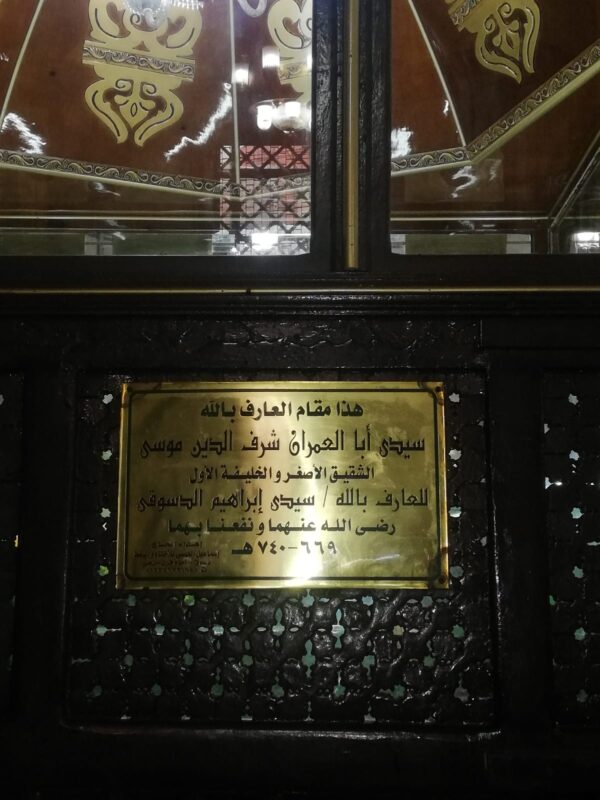 هذا مقام العارف بالله
سيدى أبا العمران شرف الدين موسى
الشقيق الأصغر والخليفة الأول
للعارف بالله / سيدى إبراهيم الدسوقى
رضى الله عنهما ونفعنا بهما
٦٦٩-٧٤٠ هـ